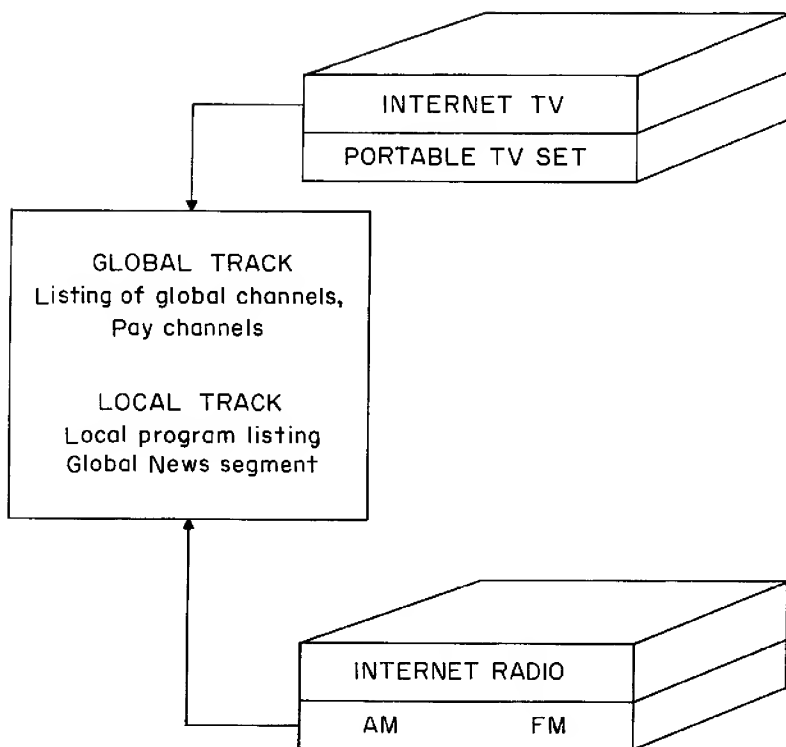 INTERNET TV
PORTABLE TV SET
GLOBAL TRACK
Listing of global channels,
Pay channels
LOCAL TRACK
Local program listing
Global News segment
INTERNET RADIO
AM FM